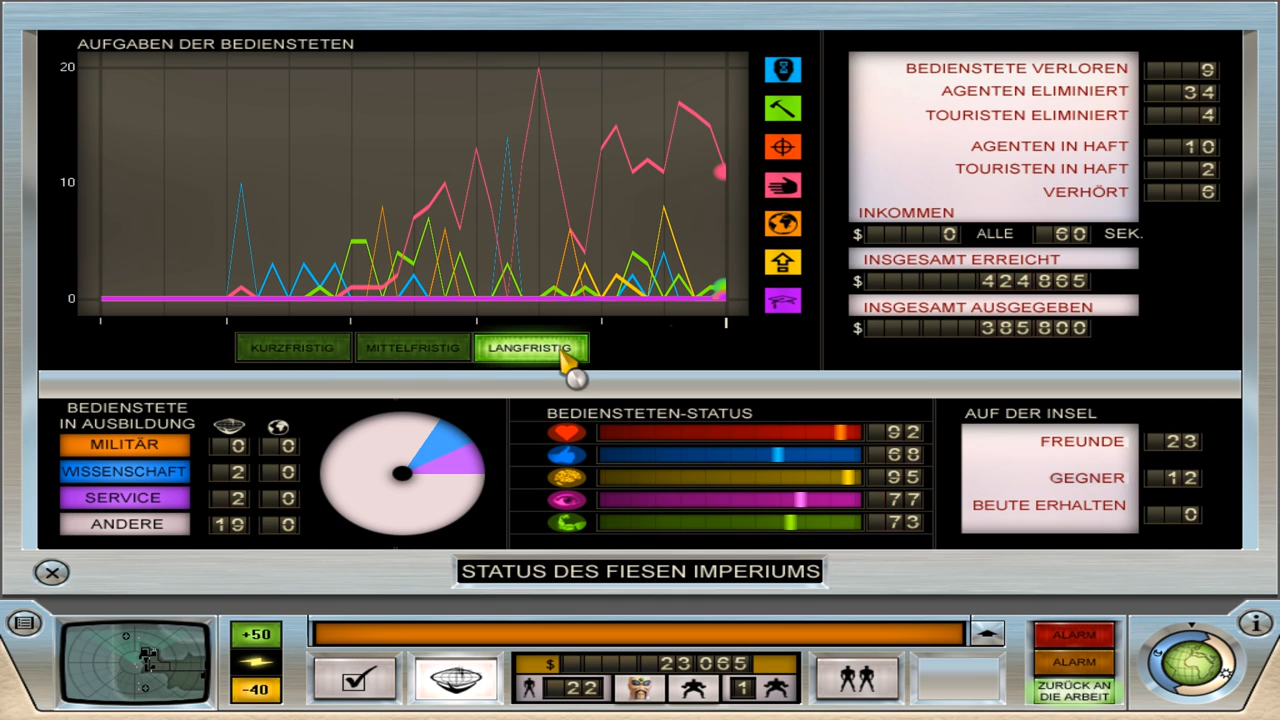 AUFGABEN DER BEDIENSTETEN
20
10
0
KURZFRISTIG
MITTELFRISTIG
LANGFRISTIG
BEDIENSTETE VERLOREN 9
AGENTEN ELIMINIERT 34
TOURISTEN ELIMINIERT 4
AGENTEN IN HAFT 10
TOURISTEN IN HAFT 2
VERHÖRT 6
INKOMMEN
$ 0 ALLE 60 SEK.
INSGESAMT ERREICHT
$ 424865
INSGESAMT AUSGEGEBEN
$ 385800
BEDIENSTETE
IN AUSBILDUNG
MILITÄR 0 0
WISSENSCHAFT 2 0
SERVICE 2 0
ANDERE 19 0
BEDIENSTETEN-STATUS
92
68
95
77
73
AUF DER INSEL
FREUNDE 23
GEGNER 12
BEUTE ERHALTEN 0
STATUS DES FIESEN IMPERIUMS
+50
-40
$ 23065
22
1
ALARM
ALARM
ZURÜCK AN
DIE ARBEIT
i